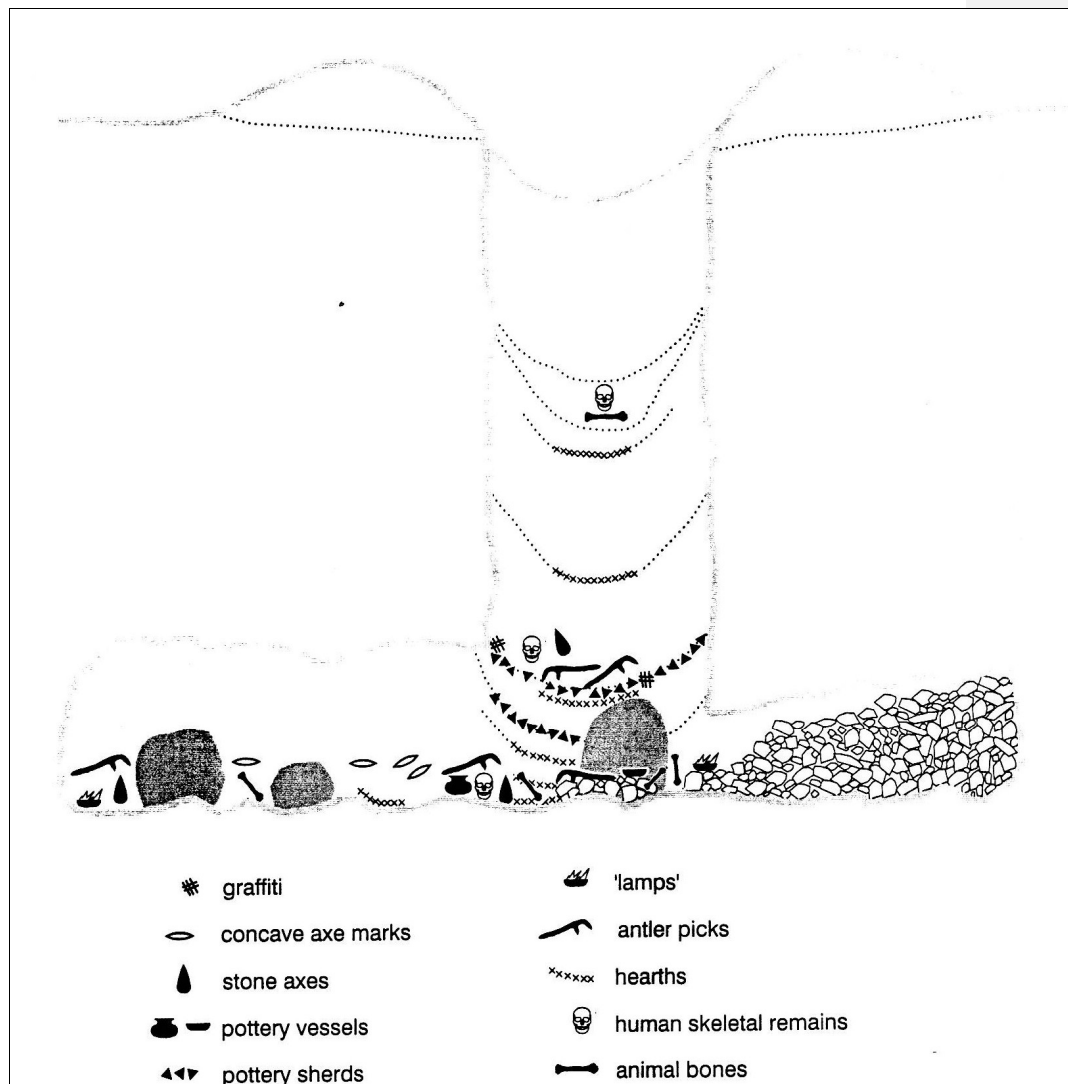 graffiti
concave axe marks
stone axes
pottery vessels
pottery sherds
'lamps'
antler picks
hearths
human skeletal remains
animal bones